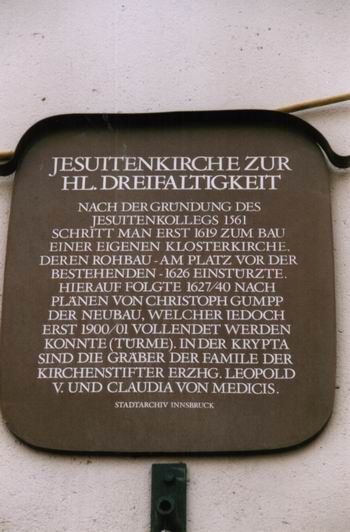 JESUITENKIRCHE ZUR
HL. DREIFALTIGKEIT
NACH DER GRÜNDUNG DES
JESUITENKOLLEGS 1561
SCHRITT MAN ERST 1619 ZUM BAU
EINER EIGENEN KLOSTERKIRCHE,
DEREN ROHBAU - AM PLATZ VOR DER
BESTEHENDEN - 1626 EINSTÜRZTE.
HIERAUF FOLGTE 1627/40 NACH
PLÄNEN VON CHRISTOPH GUMPP
DER NEUBAU, WELCHER JEDOCH
ERST 1900/01 VOLLENDET WERDEN
KONNTE (TÜRME). IN DER KRYPTA
SIND DIE GRÄBER DER FAMILE DER
KIRCHENSTIFTER ERZHG. LEOPOLD
V. UND CLAUDIA VON MEDICIS.
STADTARCHIV INNSBRUCK